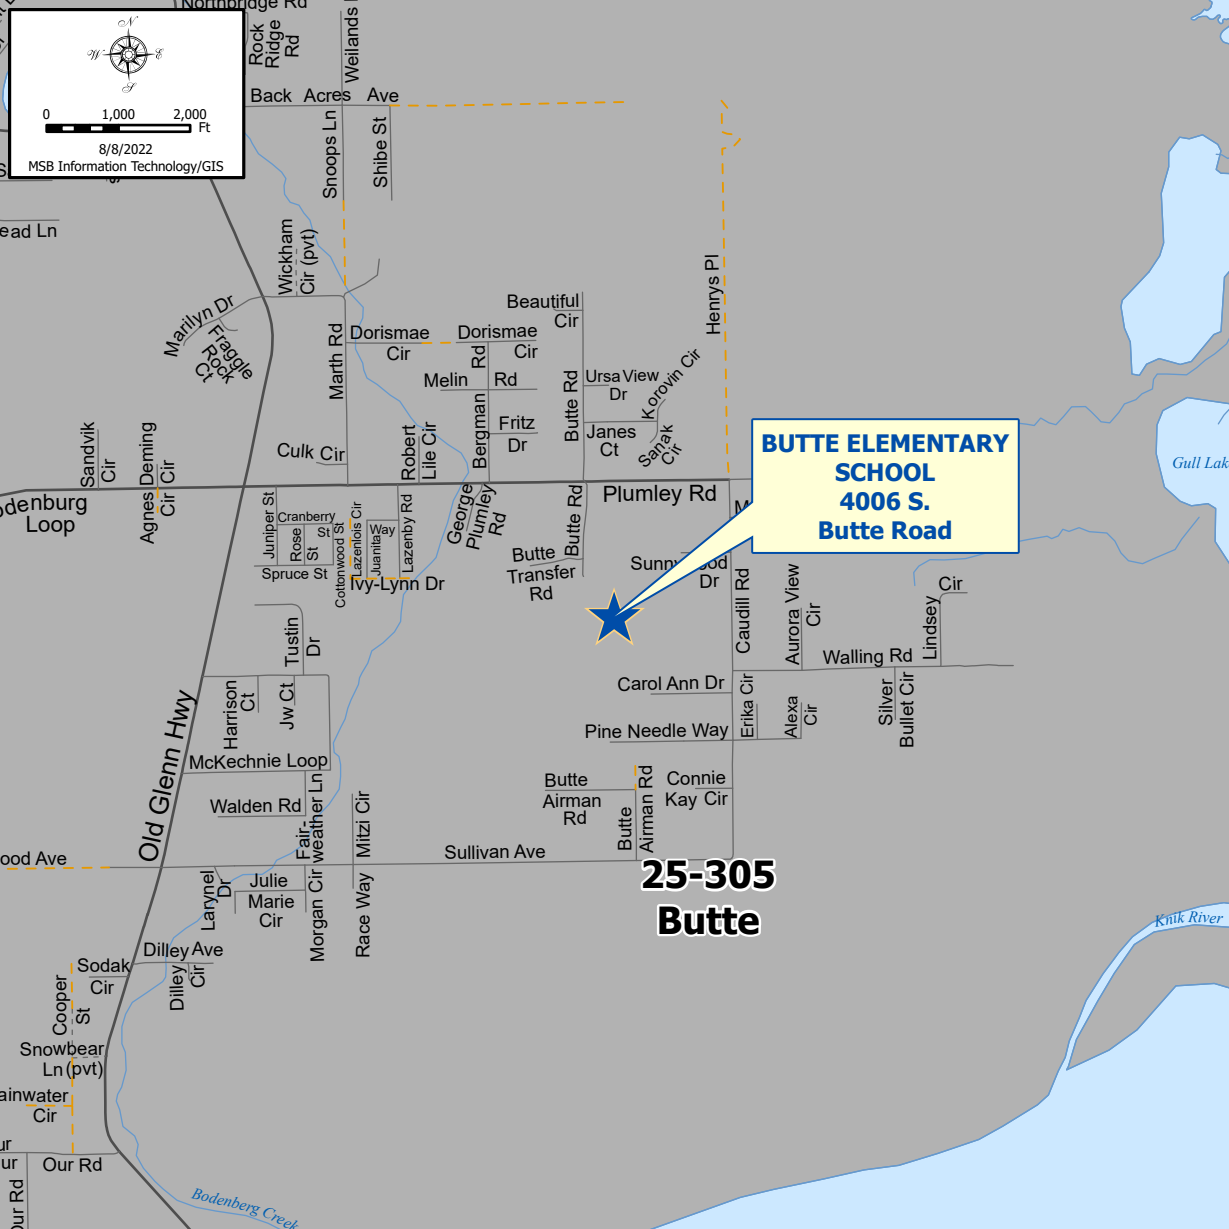 Northbridge Rd
N
W E
S
0 1,000 2,000
Ft
8/8/2022
MSB Information Technology/GIS
Rock
Ridge
Rd
Weilands
Back Acres Ave
Snoops Ln
Shibe St
ead Ln
Wickham
Cir (pvt)
Henrys Pl
Marilyn Dr
Fraggle
Rock
Ct
Marth Rd
Dorismae
Cir
Dorismae
Cir
Beautiful
Cir
Melin Rd
Bergman
Rd
Fritz
Dr
Butte Rd
Ursa View
Dr
Korovin Cir
Janes
Ct
Sanak
Cir
Sandvik
Cir
Agnes Deming
Cir Cir
Culk Cir
Robert
Lile Cir
BUTTE ELEMENTARY
SCHOOL
4006 S.
Butte Road
Gull Lak
odenburg
Loop
Plumley Rd
M
Juniper St
Cranberry
St
Rose
St
Spruce St
Cottonwood St
Lazenlois Cir
Juanita
Way
Lazenby Rd
Ivy-Lynn Dr
George
Plumley
Rd
Butte Rd
Butte
Transfer
Rd
Sunny ood
Dr
Caudill Rd
Aurora View
Cir
Lindsey
Cir
Walling Rd
Tustin
Dr
Harrison
Ct
Jw Ct
Carol Ann Dr
Erika Cir
Alexa
Cir
Silver
Bullet Cir
Old Glenn Hwy
Pine Needle Way
McKechnie Loop
Walden Rd
Fair-
weather Ln
Mitzi Cir
Butte
Airman
Rd
Butte
Airman Rd
Connie
Kay Cir
ood Ave
Sullivan Ave
25-305
Butte
Larynel
Dr
Julie
Marie
Cir
Morgan Cir
Race Way
Knik River
Dilley Ave
Dilley
Cir
Sodak
Cir
Cooper
St
Snowbear
Ln (pvt)
ainwater
Cir
ur
ur
Our Rd
Our Rd
Bodenberg Creek